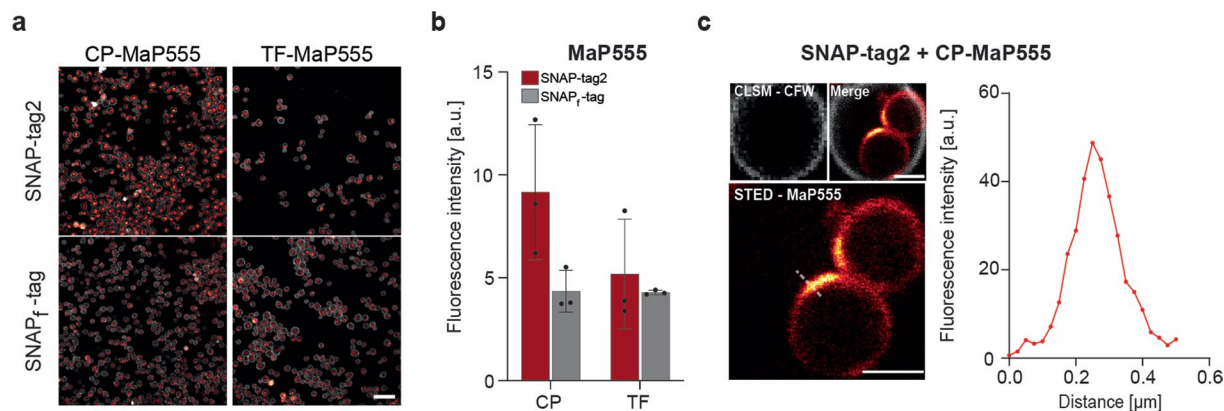 a
CP-MaP555
TF-MaP555
SNAP-tag2
SNAPf-tag
b
MaP555
Fluorescence intensity [a.u.]
15
10
5
0
SNAP-tag2
SNAPf-tag
CP
TF
c
SNAP-tag2 + CP-MaP555
CLSM - CFW
Merge
STED - MaP555
Fluorescence intensity [a.u.]
60
40
20
0
0.0
0.2
0.4
0.6
Distance [µm]